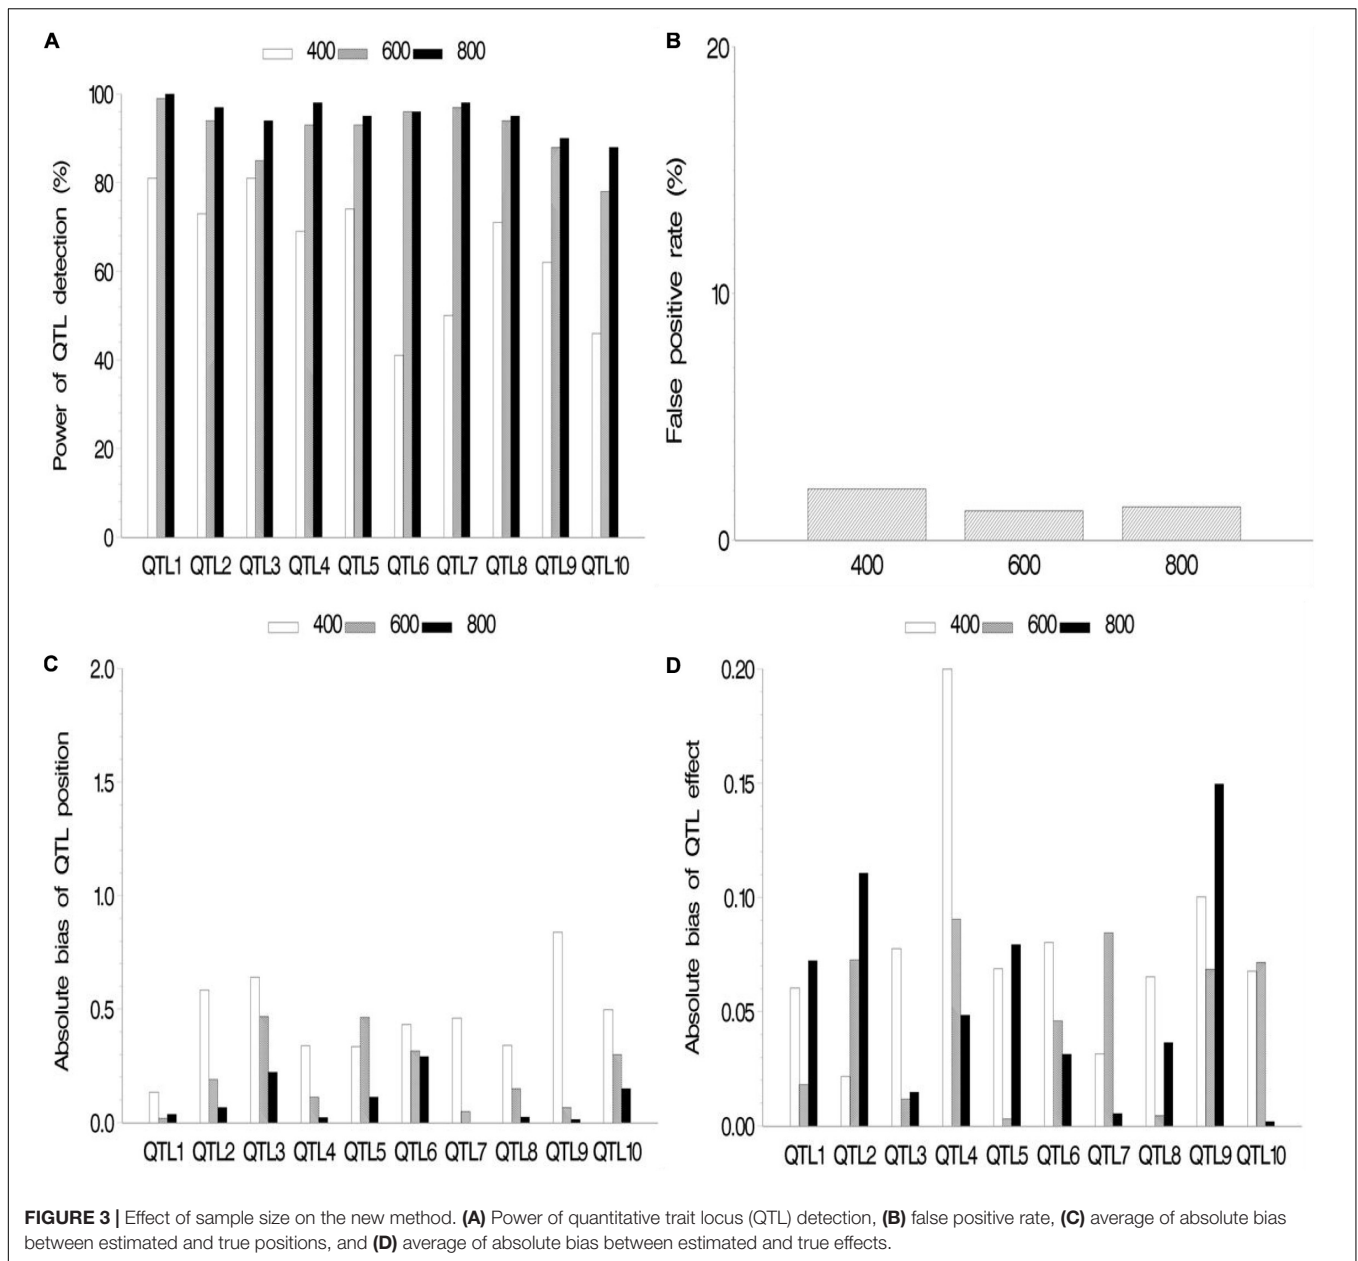 A
400 600 800
Power of QTL detection (%)
100
80
60
40
20
0
QTL1 QTL2 QTL3 QTL4 QTL5 QTL6 QTL7 QTL8 QTL9 QTL10
B
False positive rate (%)
20
10
0
400 600 800
C
400 600 800
Absolute bias of QTL position
2.0
1.5
1.0
0.5
0.0
QTL1 QTL2 QTL3 QTL4 QTL5 QTL6 QTL7 QTL8 QTL9 QTL10
D
400 600 800
Absolute bias of QTL effect
0.20
0.15
0.10
0.05
0.00
QTL1 QTL2 QTL3 QTL4 QTL5 QTL6 QTL7 QTL8 QTL9 QTL10
FIGURE 3 | Effect of sample size on the new method. (A) Power of quantitative trait locus (QTL) detection, (B) false positive rate, (C) average of absolute bias
between estimated and true positions, and (D) average of absolute bias between estimated and true effects.